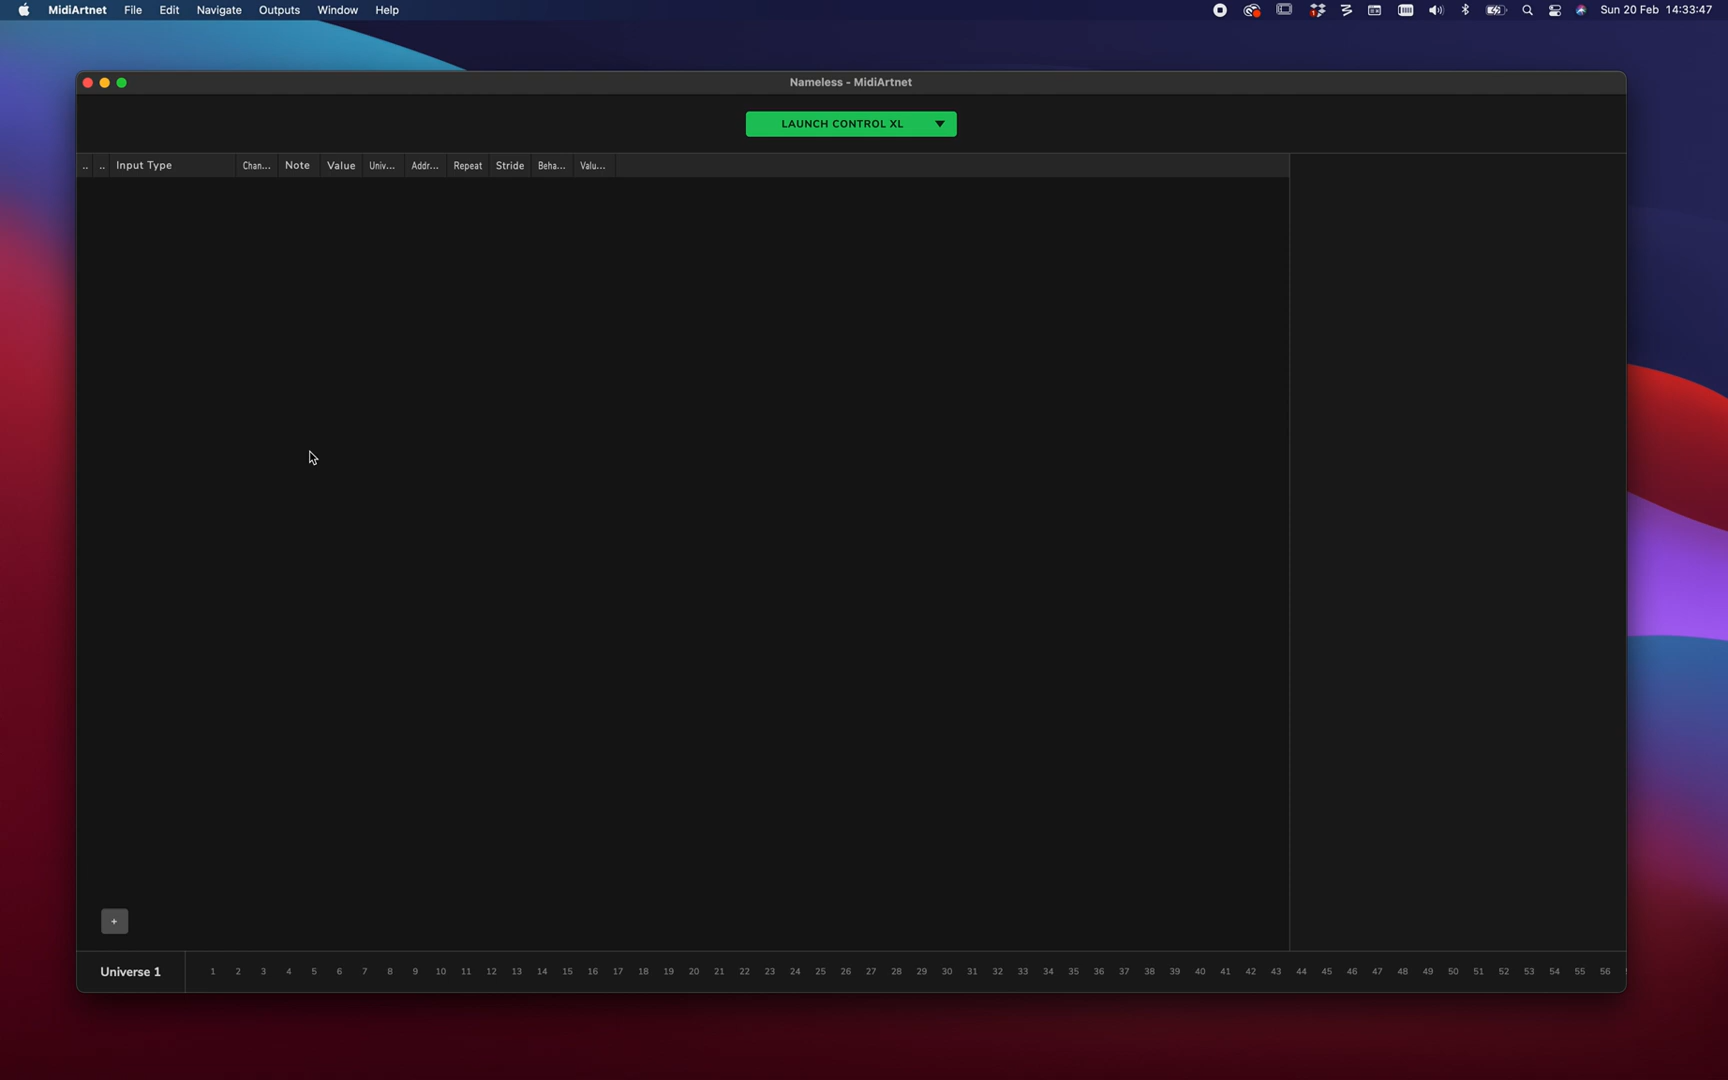 MidiArtnet File Edit Navigate Outputs Window Help Sun 20 Feb 14:33:47
Nameless - MidiArtnet
LAUNCH CONTROL XL
.. .. Input Type Chan... Note Value Univ... Addr... Repeat Stride Beha... Valu...
+
Universe 1 1 2 3 4 5 6 7 8 9 10 11 12 13 14 15 16 17 18 19 20 21 22 23 24 25 26 27 28 29 30 31 32 33 34 35 36 37 38 39 40 41 42 43 44 45 46 47 48 49 50 51 52 53 54 55 56